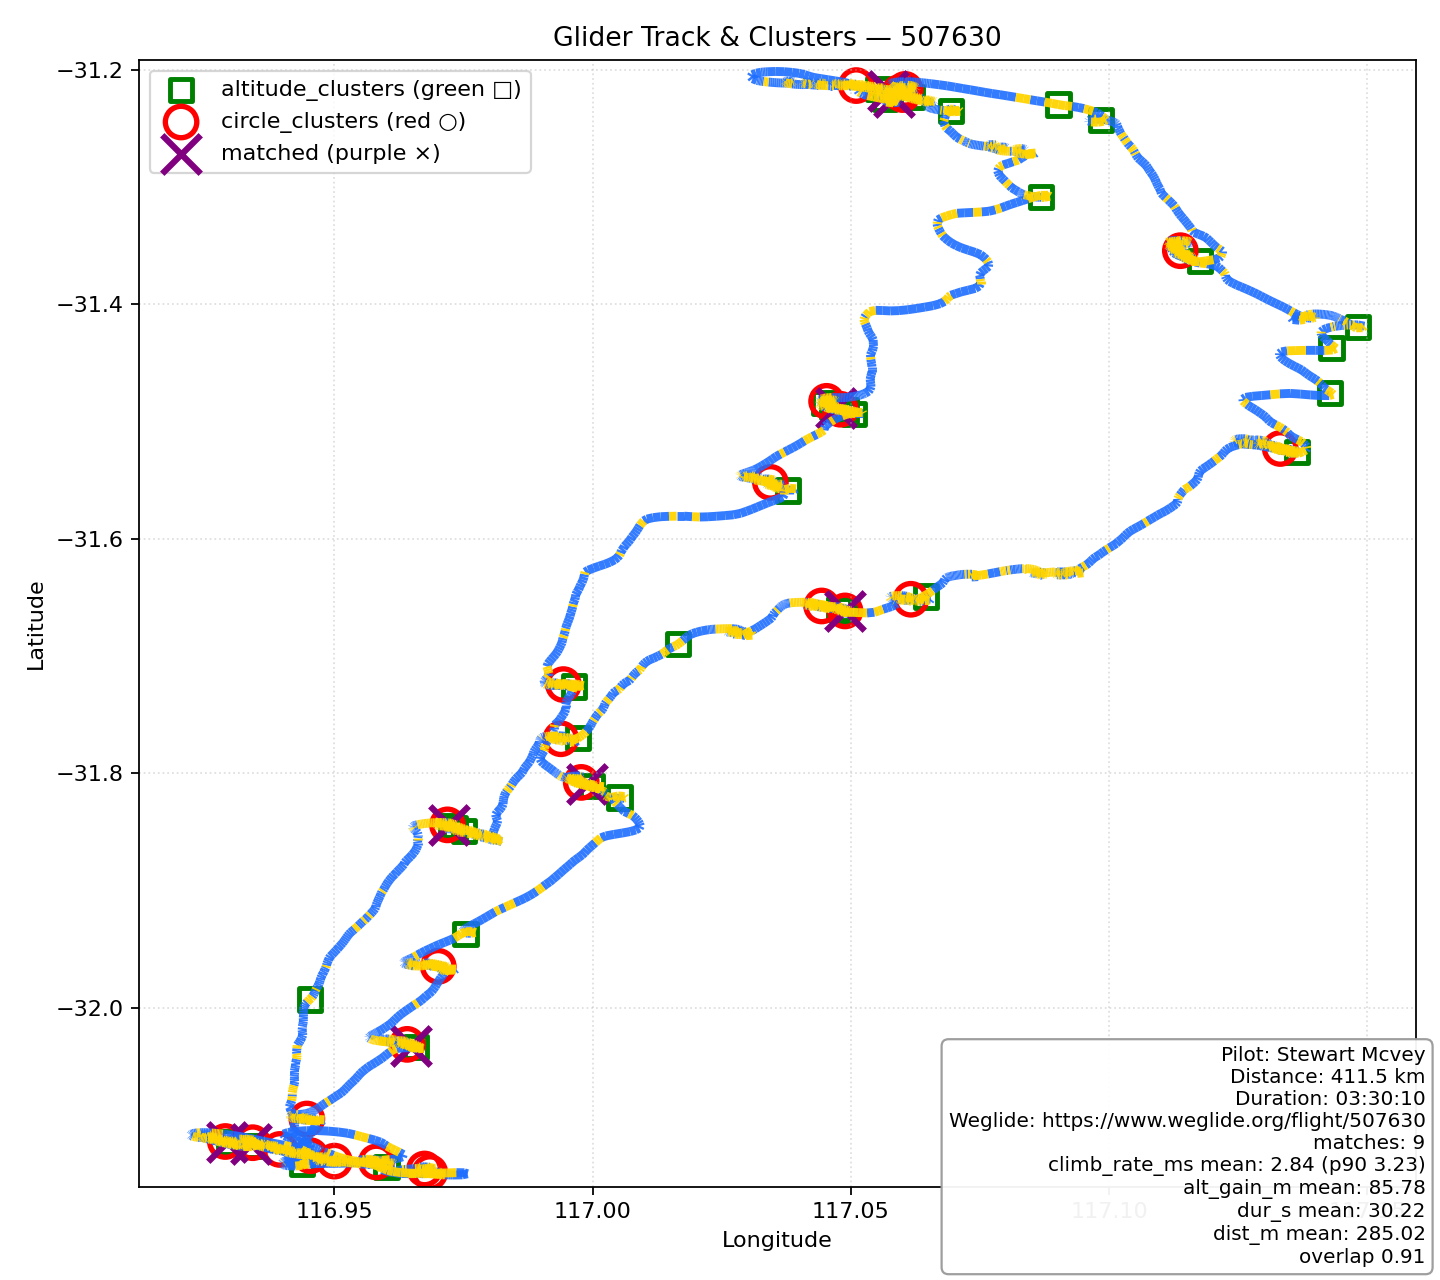 Glider Track & Clusters — 507630
altitude_clusters (green □)
circle_clusters (red ○)
matched (purple ×)
−31.2
−31.4
−31.6
−31.8
−32.0
Latitude
116.95
117.00
117.05
117.10
Longitude
Pilot: Stewart Mcvey
Distance: 411.5 km
Duration: 03:30:10
Weglide: https://www.weglide.org/flight/507630
matches: 9
climb_rate_ms mean: 2.84 (p90 3.23)
alt_gain_m mean: 85.78
dur_s mean: 30.22
dist_m mean: 285.02
overlap 0.91